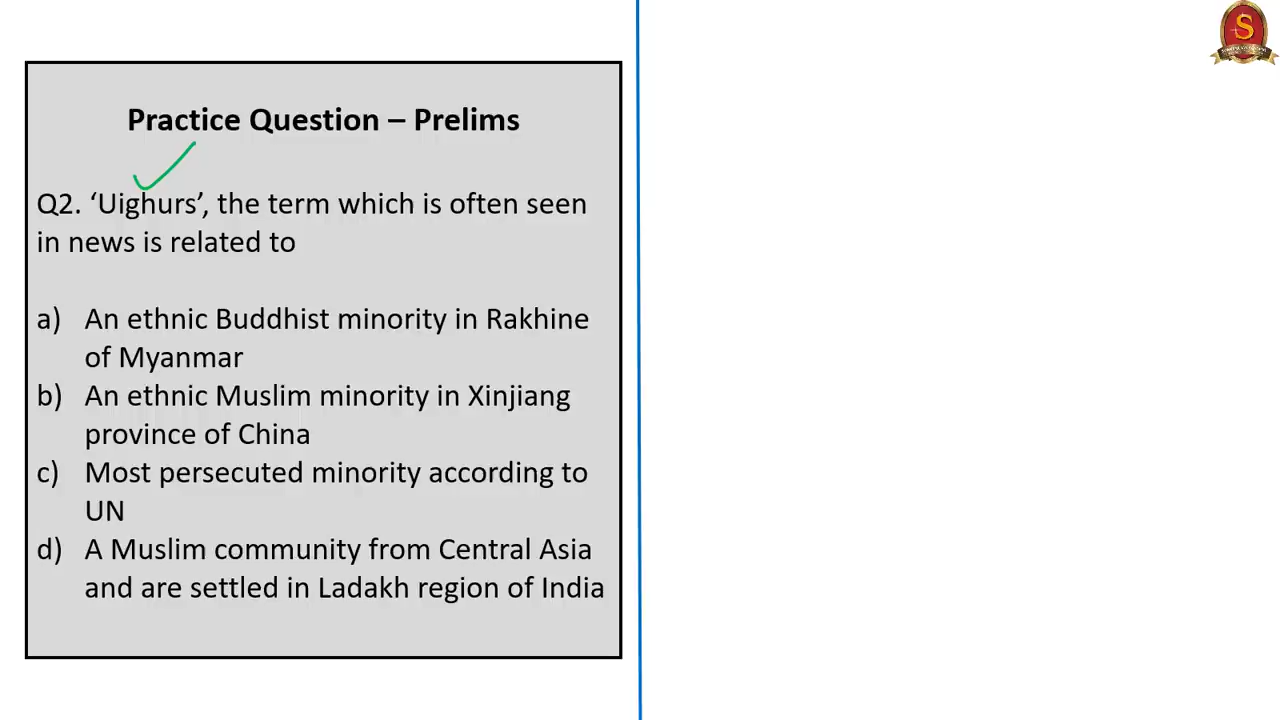 Practice Question – Prelims
Q2. ‘Uighurs’, the term which is often seen
in news is related to
a) An ethnic Buddhist minority in Rakhine
of Myanmar
b) An ethnic Muslim minority in Xinjiang
province of China
c) Most persecuted minority according to
UN
d) A Muslim community from Central Asia
and are settled in Ladakh region of India
S